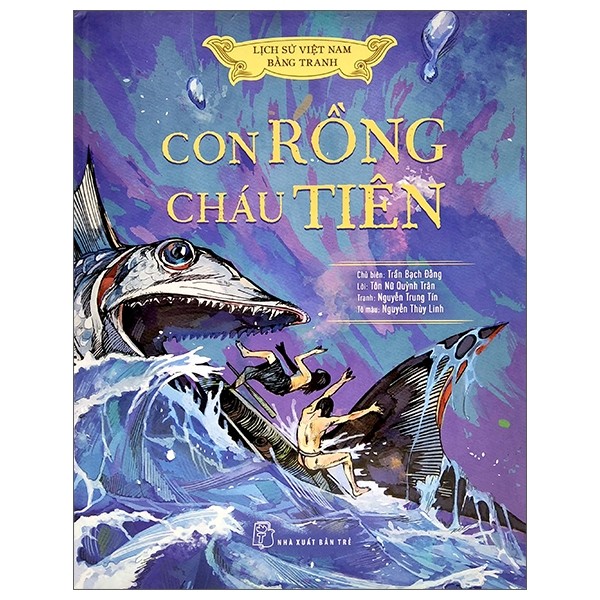 LỊCH SỬ VIỆT NAM
BẰNG TRANH
CON RỒNG
CHÁU TIÊN
Chủ biên: Trần Bạch Đằng
Lời: Tôn Nữ Quỳnh Trân
Tranh: Nguyễn Trung Tín
Tô màu: Nguyễn Thùy Linh
NHÀ XUẤT BẢN TRẺ